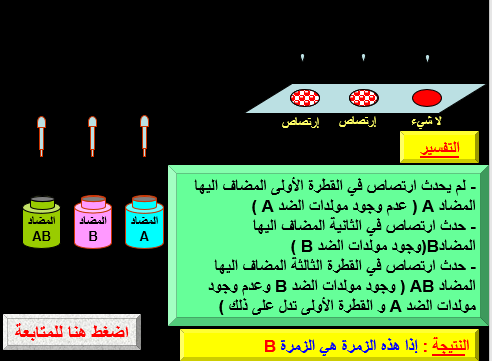 إرتصاص إرتصاص لا شيء
التفسير
- لم يحدث ارتصاص في القطرة الأولى المضاف اليها
المضاد A ( عدم وجود مولدات الضد A )
- حدث ارتصاص في الثانية المضاف اليها
المضادB(وجود مولدات الضد B )
- حدث ارتصاص في القطرة الثالثة المضاف اليها
المضاد AB ( وجود مولدات الضد B وعدم وجود
مولدات الضد A و القطرة الأولى تدل على ذلك )
المضاد
A
المضاد
B
المضاد
AB
اضغط هنا للمتابعة
النتيجة : إذا هذه الزمرة هي الزمرة B